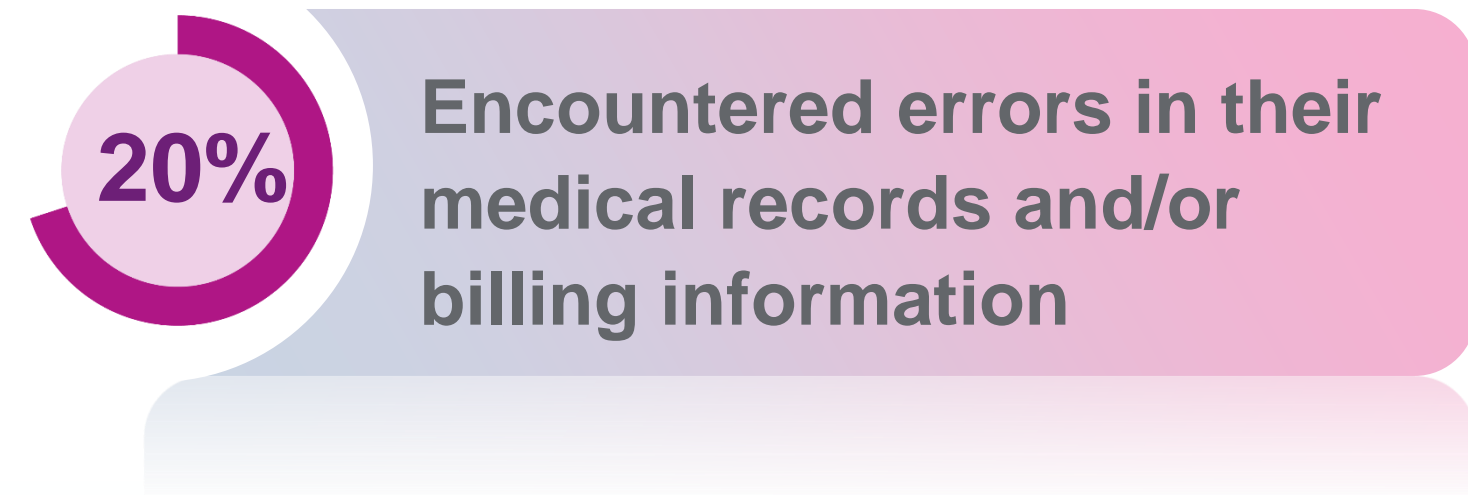 20%
Encountered errors in their
medical records and/or
billing information